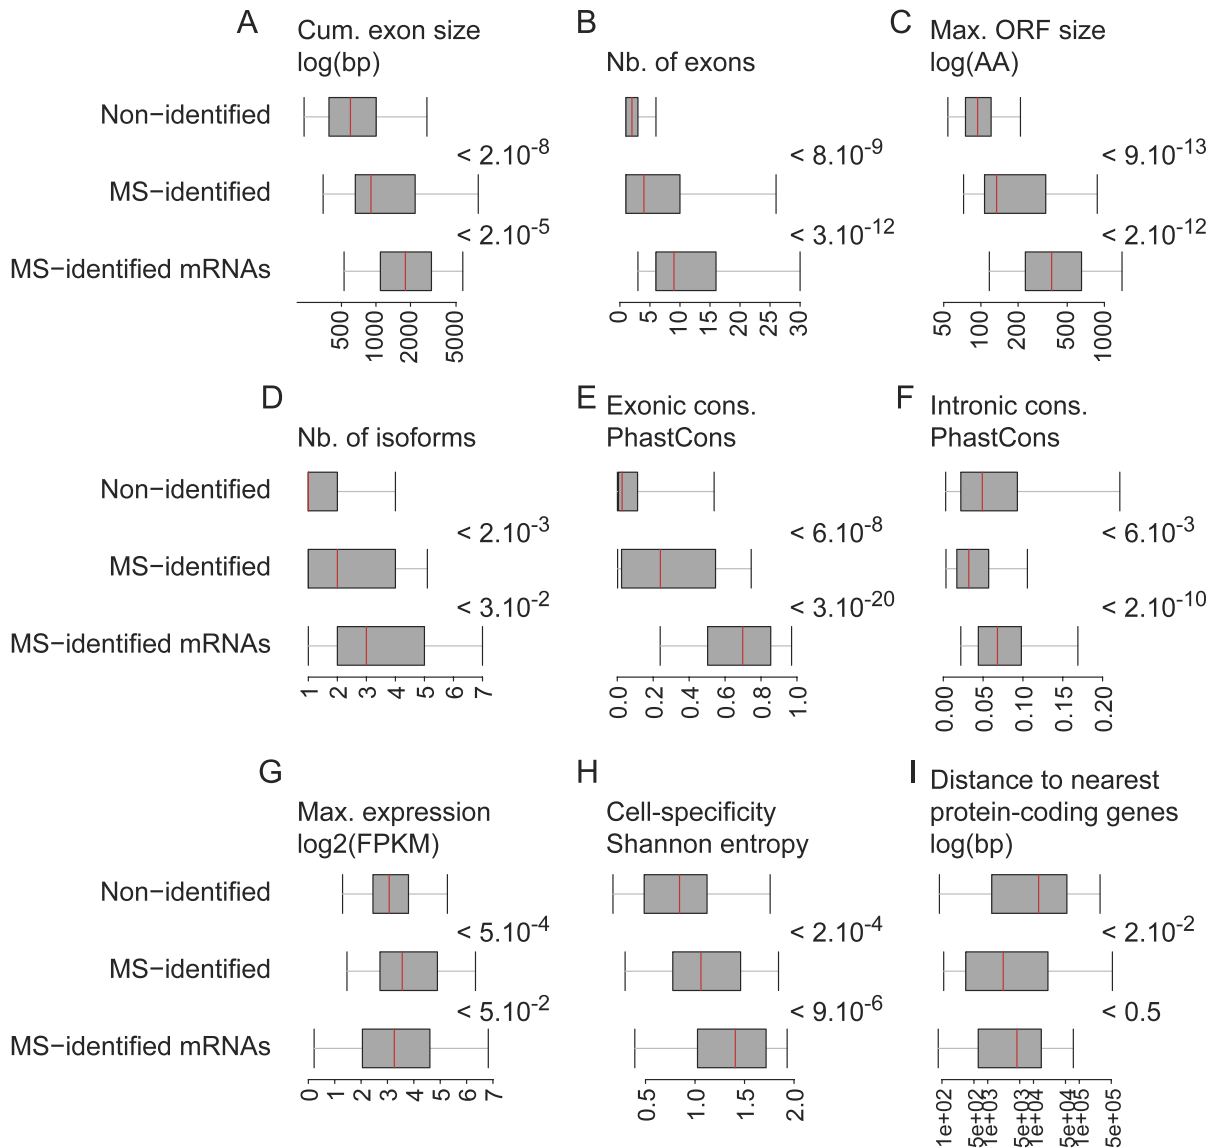 A
Cum. exon size
log(bp)
B
Nb. of exons
C
Max. ORF size
log(AA)
Non−identified
< 2.10-8
< 8.10-9
< 9.10-13
MS−identified
< 2.10-5
< 3.10-12
< 2.10-12
MS−identified mRNAs
500
1000
2000
5000
0
5
10
15
20
25
30
50
100
200
500
1000
D
Nb. of isoforms
E
Exonic cons.
PhastCons
F
Intronic cons.
PhastCons
Non−identified
< 2.10-3
< 6.10-8
< 6.10-3
MS−identified
< 3.10-2
< 3.10-20
< 2.10-10
MS−identified mRNAs
1
2
3
4
5
6
7
0.0
0.2
0.4
0.6
0.8
1.0
0.00
0.05
0.10
0.15
0.20
G
Max. expression
log2(FPKM)
H
Cell-specificity
Shannon entropy
I
Distance to nearest
protein-coding genes
log(bp)
Non−identified
< 5.10-4
< 2.10-4
< 2.10-2
MS−identified
< 5.10-2
< 9.10-6
< 0.5
MS−identified mRNAs
0
1
2
3
4
5
6
7
0.5
1.0
1.5
2.0
1e+02
5e+02
1e+03
5e+03
1e+04
5e+04
1e+05
5e+05